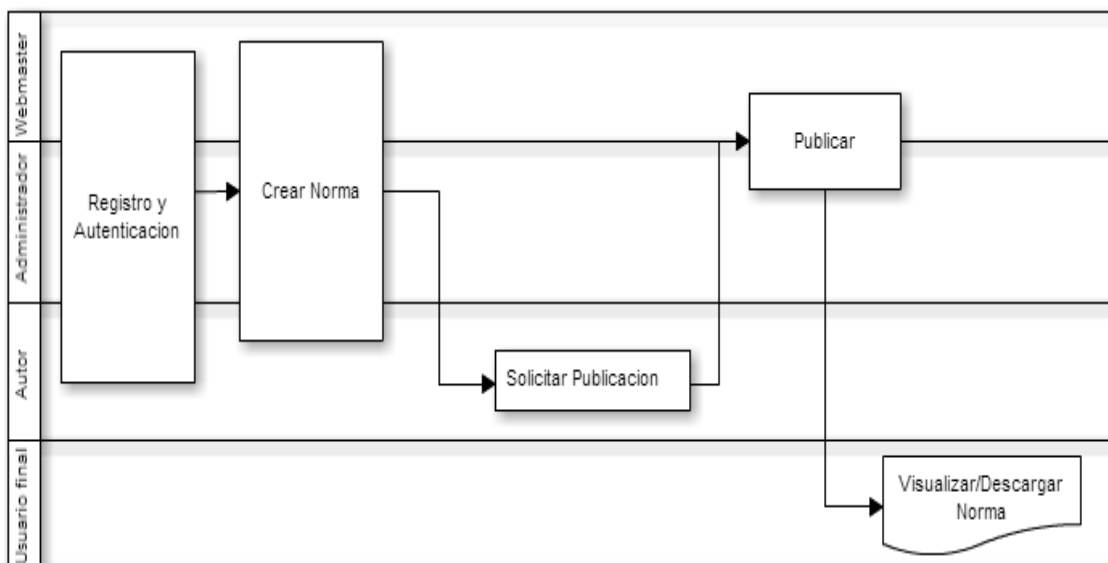 Webmaster
Administrador
Autor
Usuario final
Registro y
Autenticacion
Crear Norma
Solicitar Publicacion
Publicar
Visualizar/Descargar
Norma